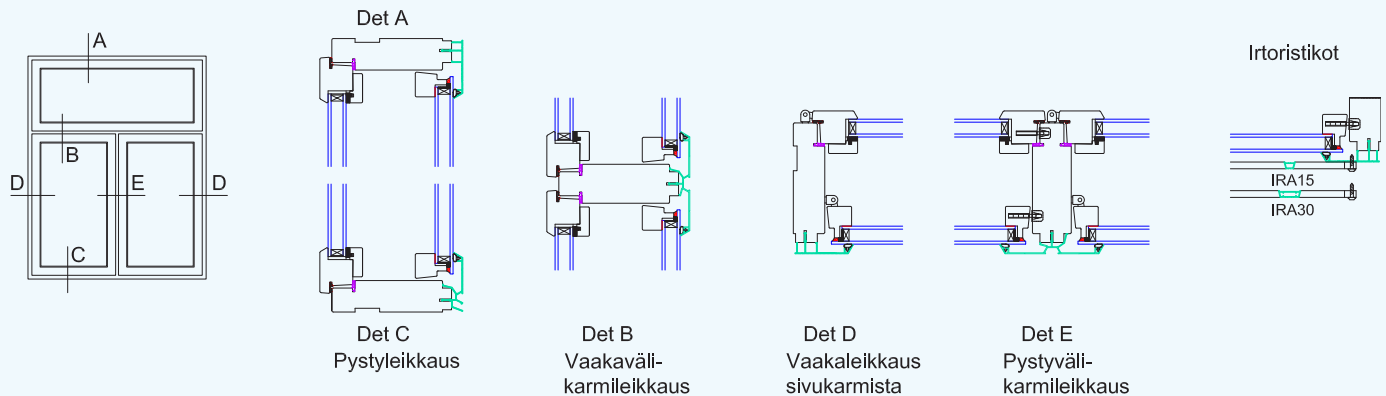 A
B
D
E
D
C
Det A
Det C
Pystyleikkaus
Det B
Vaakaväli-
karmileikkaus
Det D
Vaakaleikkaus
sivukarmista
Det E
Pystyväli-
karmileikkaus
Irtoristikot
IRA15
IRA30